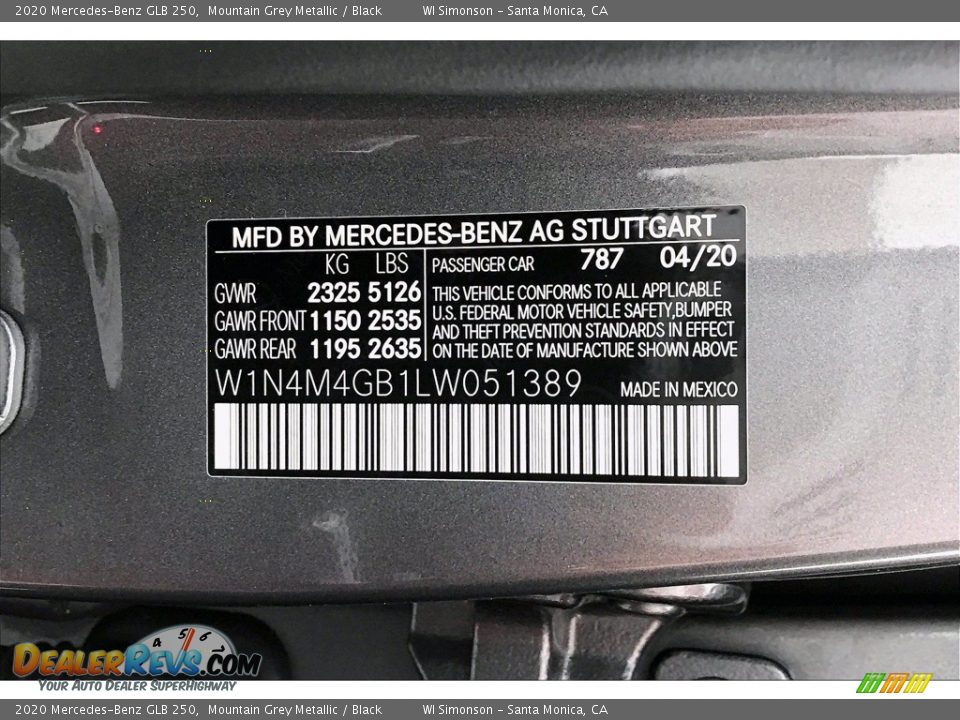 2020 Mercedes-Benz GLB 250, Mountain Grey Metallic / Black WI Simonson - Santa Monica, CA
MFD BY MERCEDES-BENZ AG STUTTGART
KG LBS
GVWR 2325 5126
GAWR FRONT 1150 2535
GAWR REAR 1195 2635
PASSENGER CAR 787 04/20
THIS VEHICLE CONFORMS TO ALL APPLICABLE
U.S. FEDERAL MOTOR VEHICLE SAFETY,BUMPER
AND THEFT PREVENTION STANDARDS IN EFFECT
ON THE DATE OF MANUFACTURE SHOWN ABOVE
W1N4M4GB1LW051389 MADE IN MEXICO
4 5 6
DEALERREVS.COM
YOUR AUTO DEALER SUPERHIGHWAY
2020 Mercedes-Benz GLB 250, Mountain Grey Metallic / Black WI Simonson - Santa Monica, CA